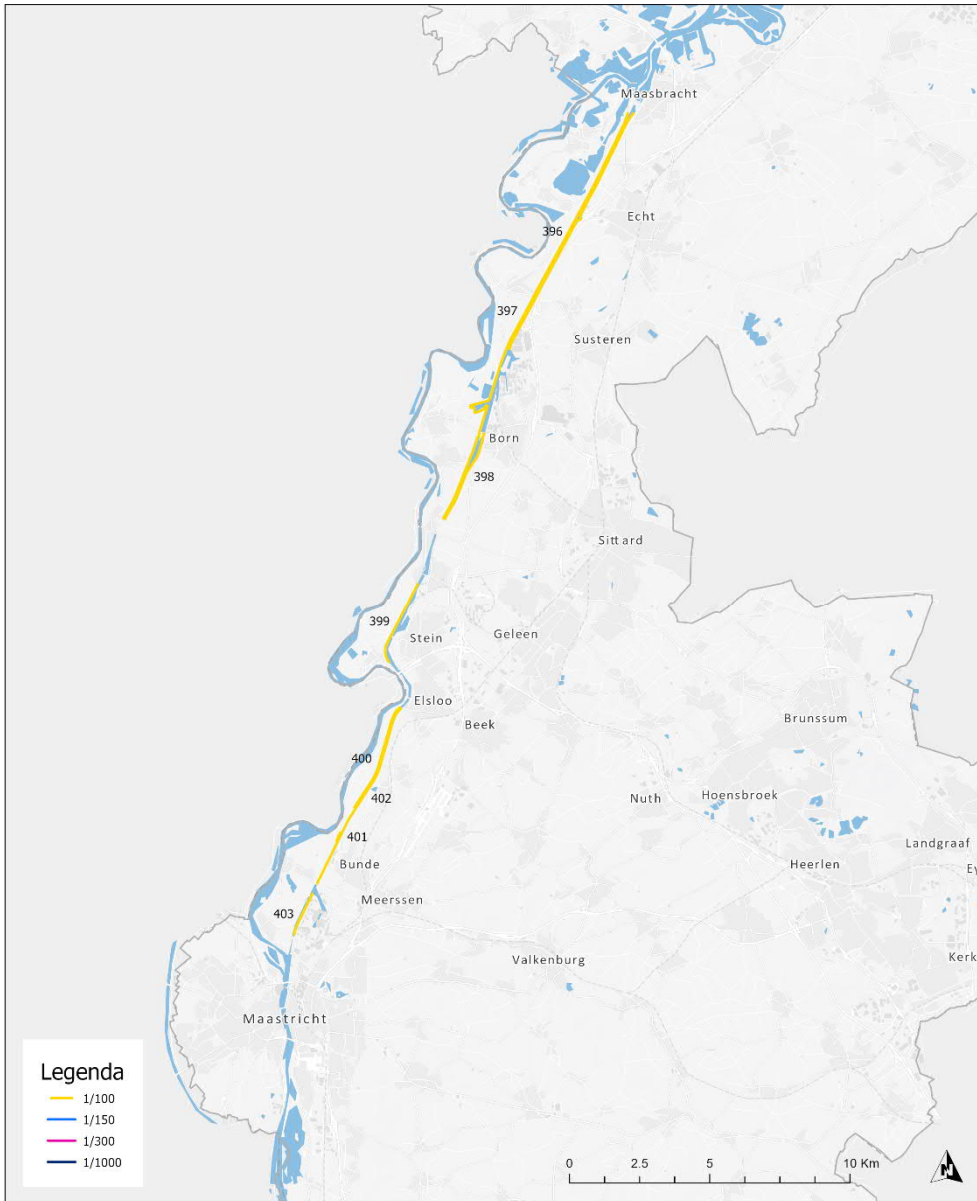 Maasbracht
Echt
396
397
Susteren
Born
398
Sittard
399
Stein
Geleen
Elsloo
Beek
Brunssum
400
402
Nuth
Hoensbroek
401
Landgraaf
Bunde
Heerlen
Ey
Meerssen
403
Valkenburg
Kerk
Maastricht
Legenda
1/100
1/150
1/300
1/1000
0 2.5 5 10 Km
N